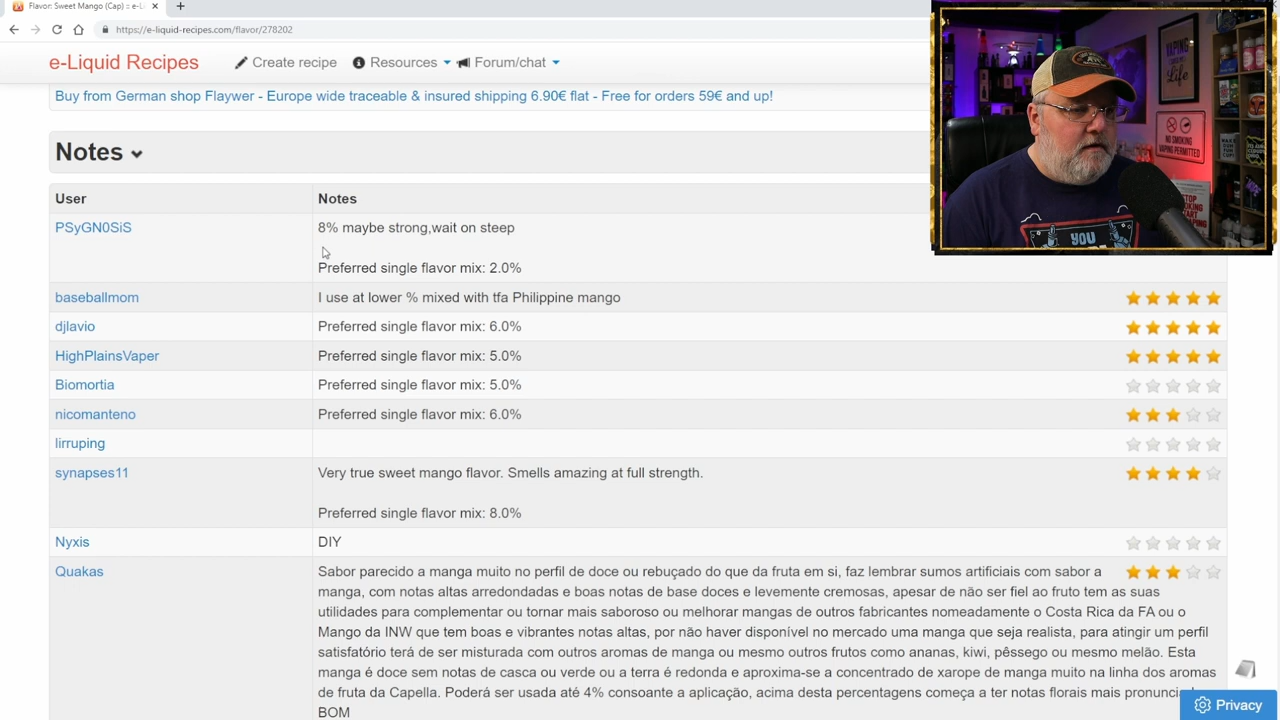 Flavor: Sweet Mango (Cap) :: e-Li
https://e-liquid-recipes.com/flavor/278202
e-Liquid Recipes
Create recipe
Resources
Forum/chat
Buy from German shop Flaywer - Europe wide traceable & insured shipping 6.90€ flat - Free for orders 59€ and up!
Notes
User Notes
PSyGN0SiS 8% maybe strong,wait on steep
Preferred single flavor mix: 2.0%
baseballmom I use at lower % mixed with tfa Philippine mango
djlavio Preferred single flavor mix: 6.0%
HighPlainsVaper Preferred single flavor mix: 5.0%
Biomortia Preferred single flavor mix: 5.0%
nicomanteno Preferred single flavor mix: 6.0%
lirruping
synapses11 Very true sweet mango flavor. Smells amazing at full strength.
Preferred single flavor mix: 8.0%
Nyxis DIY
Quakas Sabor parecido a manga muito no perfil de doce ou rebuçado do que da fruta em si, faz lembrar sumos artificiais com sabor a
manga, com notas altas arredondadas e boas notas de base doces e levemente cremosas, apesar de não ser fiel ao fruto tem as suas
utilidades para complementar ou tornar mais saboroso ou melhorar mangas de outros fabricantes nomeadamente o Costa Rica da FA ou o
Mango da INW que tem boas e vibrantes notas altas, por não haver disponível no mercado uma manga que seja realista, para atingir um perfil
satisfatório terá de ser misturada com outros aromas de manga ou mesmo outros frutos como ananas, kiwi, pêssego ou mesmo melão. Esta
manga é doce sem notas de casca ou verde ou a terra é redonda e aproxima-se a concentrado de xarope de manga muito na linha dos aromas
de fruta da Capella. Poderá ser usada até 4% consoante a aplicação, acima desta percentagens começa a ter notas florais mais
BOM
Privacy
VAPING
Life
NO SMOKING
VAPING PERMITTED
STOP
SMOKING
START
YOU